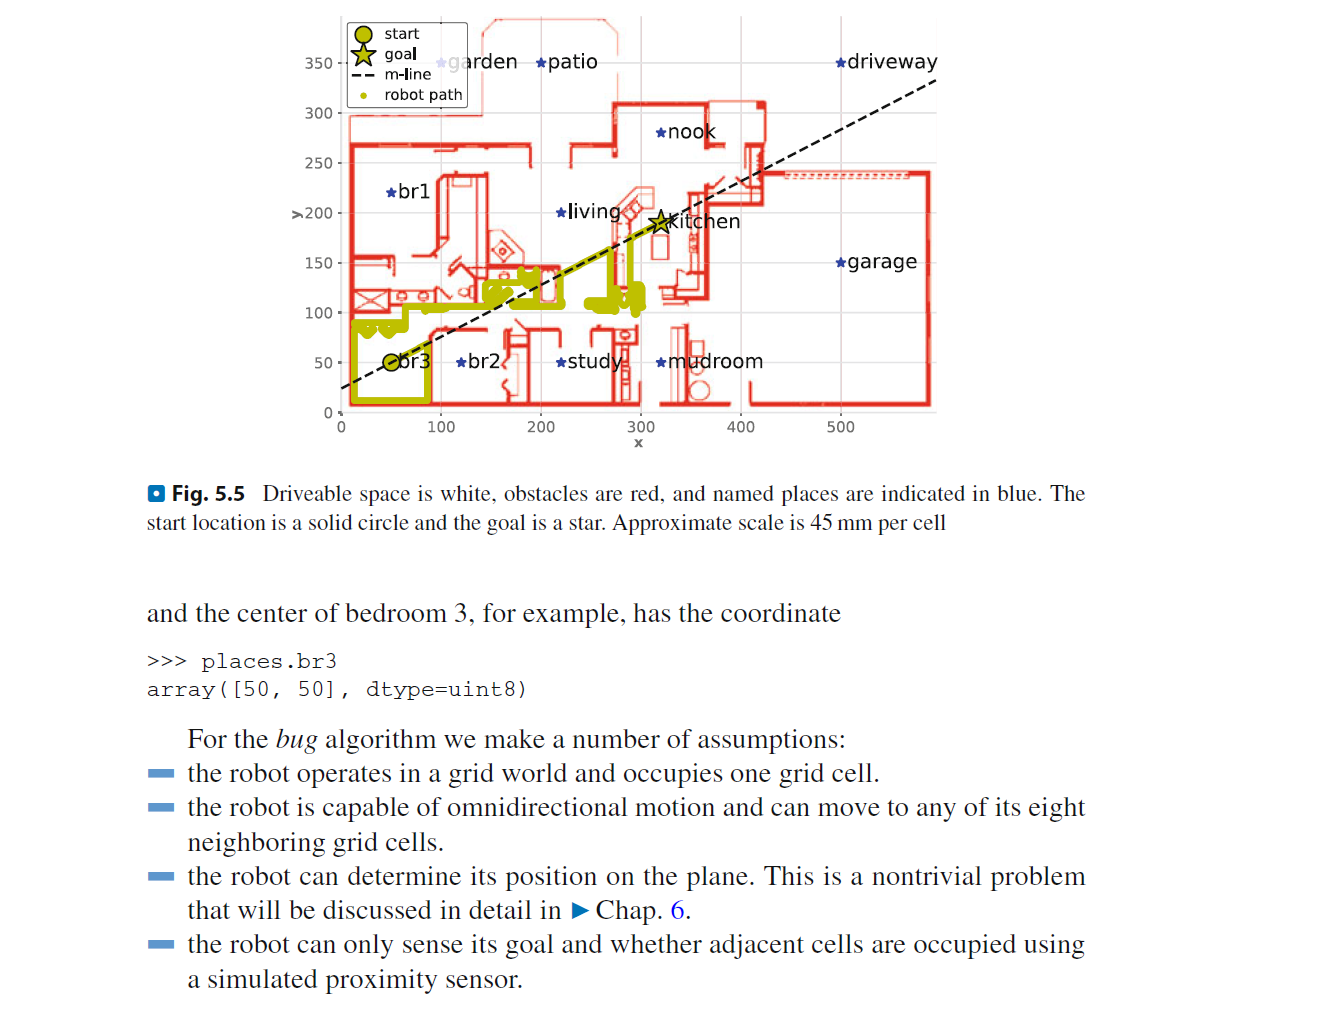 start
goal
m-line
robot path
garden
patio
driveway
nook
br1
living
kitchen
garage
br3
br2
study
mudroom
350
300
250
200
150
100
50
0
y
0 100 200 300 400 500
x
Fig. 5.5 Driveable space is white, obstacles are red, and named places are indicated in blue. The
start location is a solid circle and the goal is a star. Approximate scale is 45 mm per cell
and the center of bedroom 3, for example, has the coordinate
>>> places.br3
array([50, 50], dtype=uint8)
For the bug algorithm we make a number of assumptions:
the robot operates in a grid world and occupies one grid cell.
the robot is capable of omnidirectional motion and can move to any of its eight
neighboring grid cells.
the robot can determine its position on the plane. This is a nontrivial problem
that will be discussed in detail in ▶ Chap. 6.
the robot can only sense its goal and whether adjacent cells are occupied using
a simulated proximity sensor.